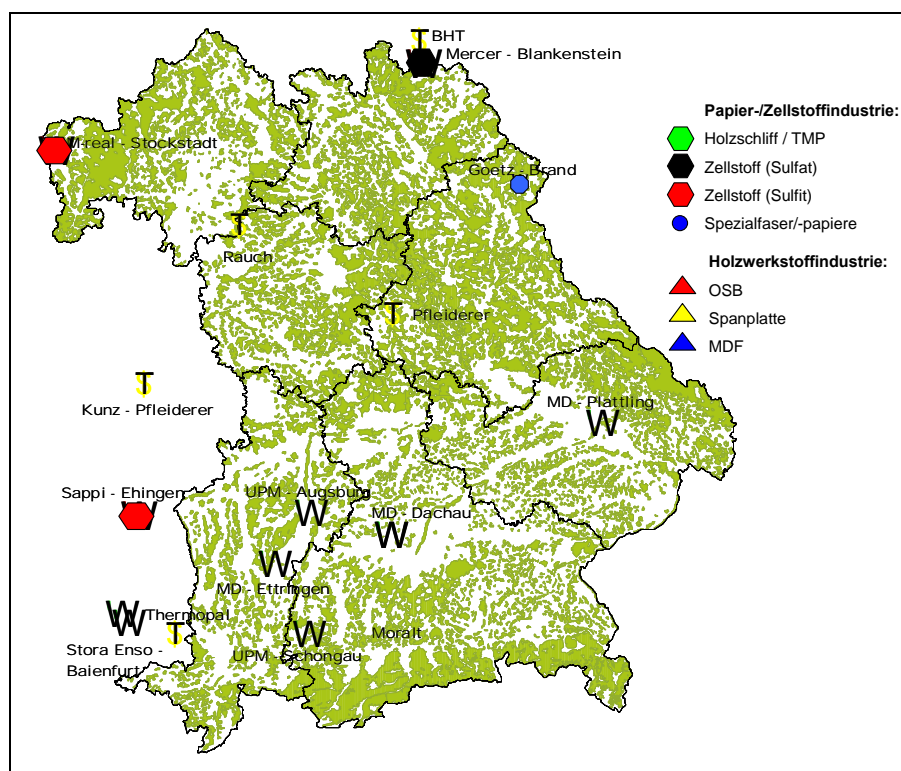 BHT
Mercer - Blankenstein
M-real - Stockstadt
Goetz - Brand
Rauch
Pfleiderer
Kunz - Pfleiderer
MD - Plattling
Sappi - Ehingen
UPM - Augsburg
MD - Dachau
MD - Ettringen
Thermopal
Moralt
Stora Enso -
Baienfurt
UPM - Schongau
Papier-/Zellstoffindustrie:
Holzschliff / TMP
Zellstoff (Sulfat)
Zellstoff (Sulfit)
Spezialfaser/-papiere
Holzwerkstoffindustrie:
OSB
Spanplatte
MDF
T
S
W
W
T
S
T
S
T
S
W
W
W
W
W
W
W
T
S
W